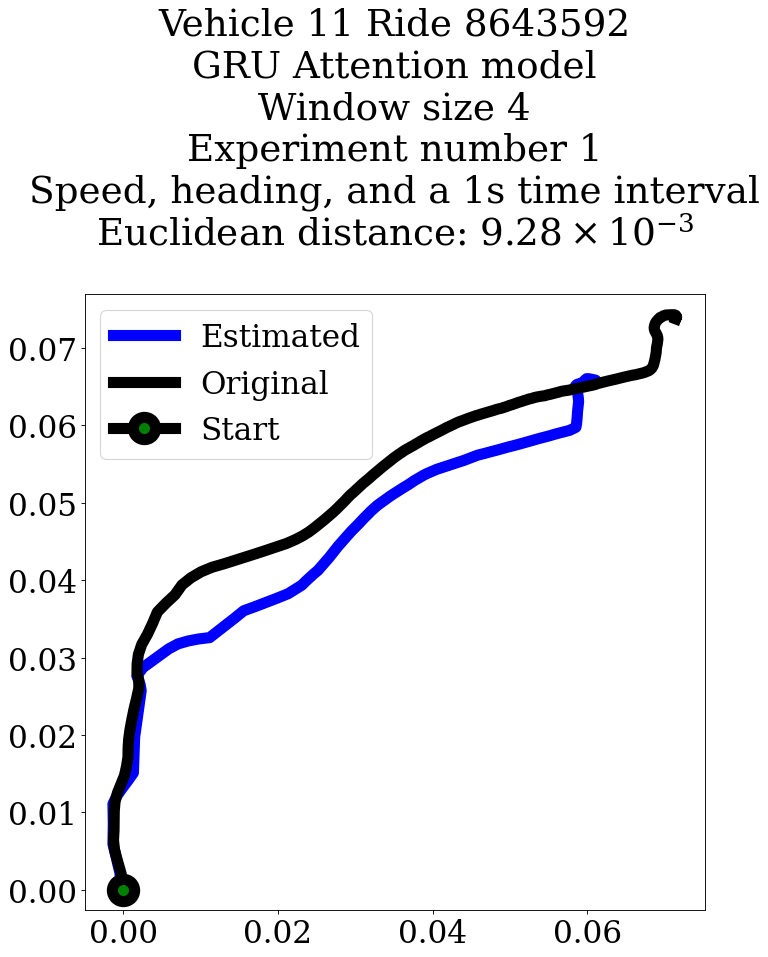 Vehicle 11 Ride 8643592
GRU Attention model
Window size 4
Experiment number 1
Speed, heading, and a 1s time interval
Euclidean distance: 9.28 × 10⁻³
Estimated
Original
Start
0.07
0.06
0.05
0.04
0.03
0.02
0.01
0.00
0.00 0.02 0.04 0.06